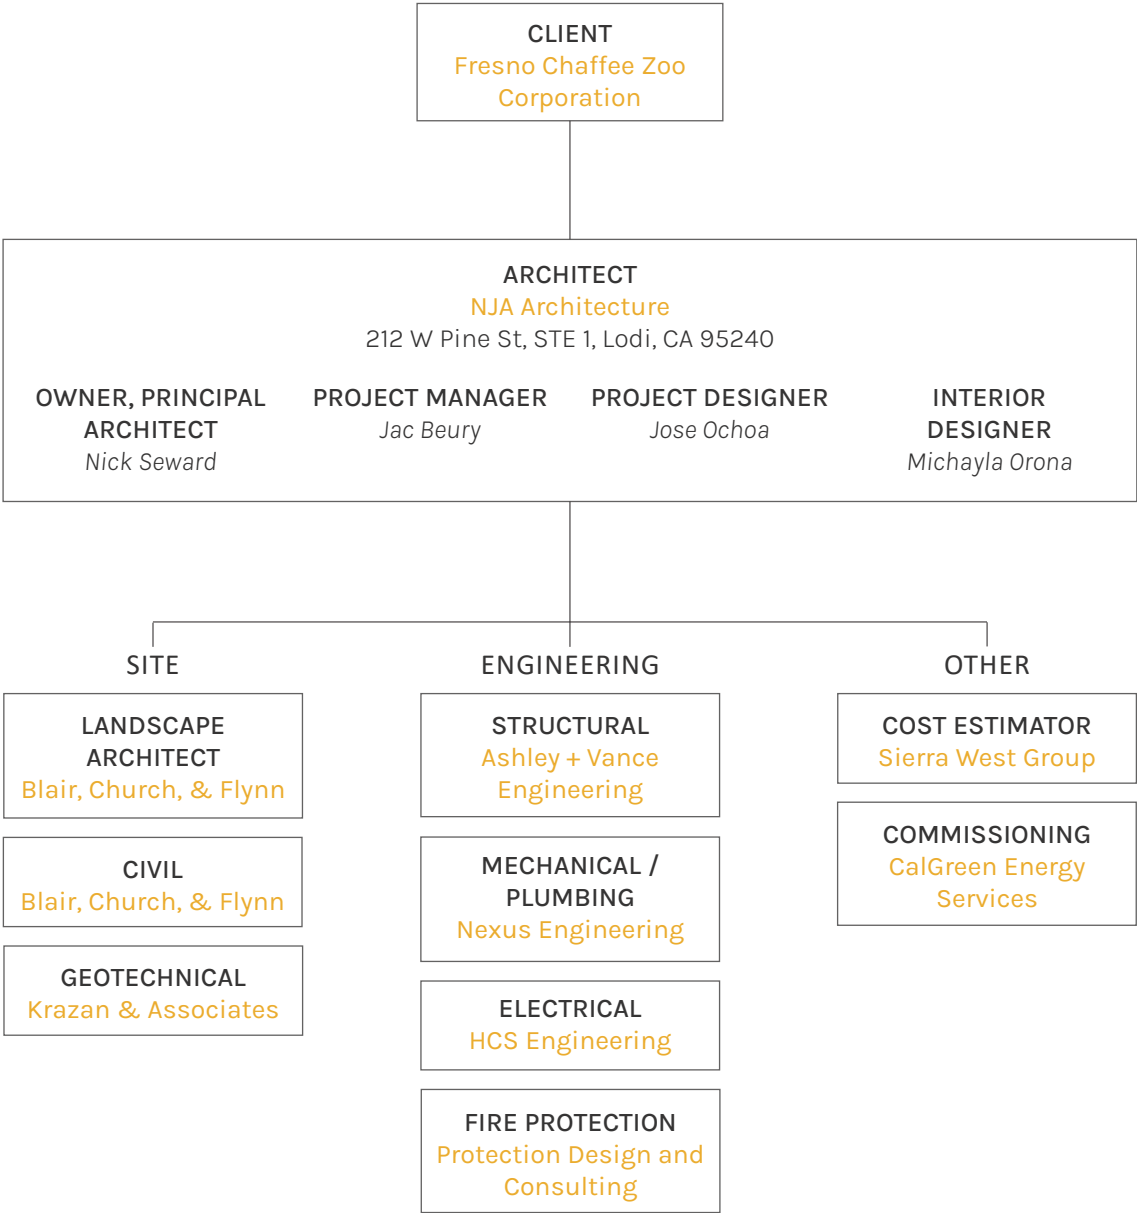 CLIENT
Fresno Chaffee Zoo
Corporation
ARCHITECT
NJA Architecture
212 W Pine St, STE 1, Lodi, CA 95240
OWNER, PRINCIPAL
ARCHITECT
Nick Seward
PROJECT MANAGER
Jac Beury
PROJECT DESIGNER
Jose Ochoa
INTERIOR
DESIGNER
Michayla Orona
SITE
LANDSCAPE
ARCHITECT
Blair, Church, & Flynn
CIVIL
Blair, Church, & Flynn
GEOTECHNICAL
Krazan & Associates
ENGINEERING
STRUCTURAL
Ashley + Vance
Engineering
MECHANICAL /
PLUMBING
Nexus Engineering
ELECTRICAL
HCS Engineering
FIRE PROTECTION
Protection Design and
Consulting
OTHER
COST ESTIMATOR
Sierra West Group
COMMISSIONING
CalGreen Energy
Services